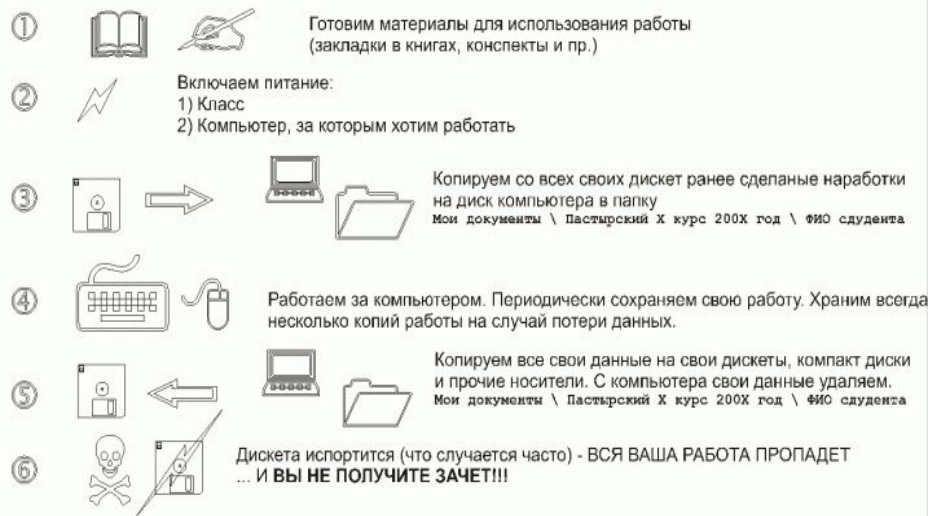 ① Готовим материалы для использования работы
(закладки в книгах, конспекты и пр.)
② Включаем питание:
1) Класс
2) Компьютер, за которым хотим работать
③ Копируем со всех своих дискет ранее сделаные наработки
на диск компьютера в папку
Мои документы \ Пастырский X курс 200X год \ ФИО сдудента
④ Работаем за компьютером. Периодически сохраняем свою работу. Храним всегда
несколько копий работы на случай потери данных.
⑤ Копируем все свои данные на свои дискеты, компакт диски
и прочие носители. С компьютера свои данные удаляем.
Мои документы \ Пастырский X курс 200X год \ ФИО сдудента
⑥ Дискета испортится (что случается часто) - ВСЯ ВАША РАБОТА ПРОПАДЕТ
... И ВЫ НЕ ПОЛУЧИТЕ ЗАЧЕТ!!!